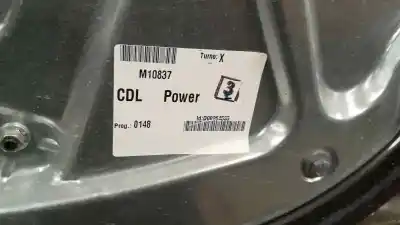 Turno: X
M10837
CDL Power 3
Prog.: 0148